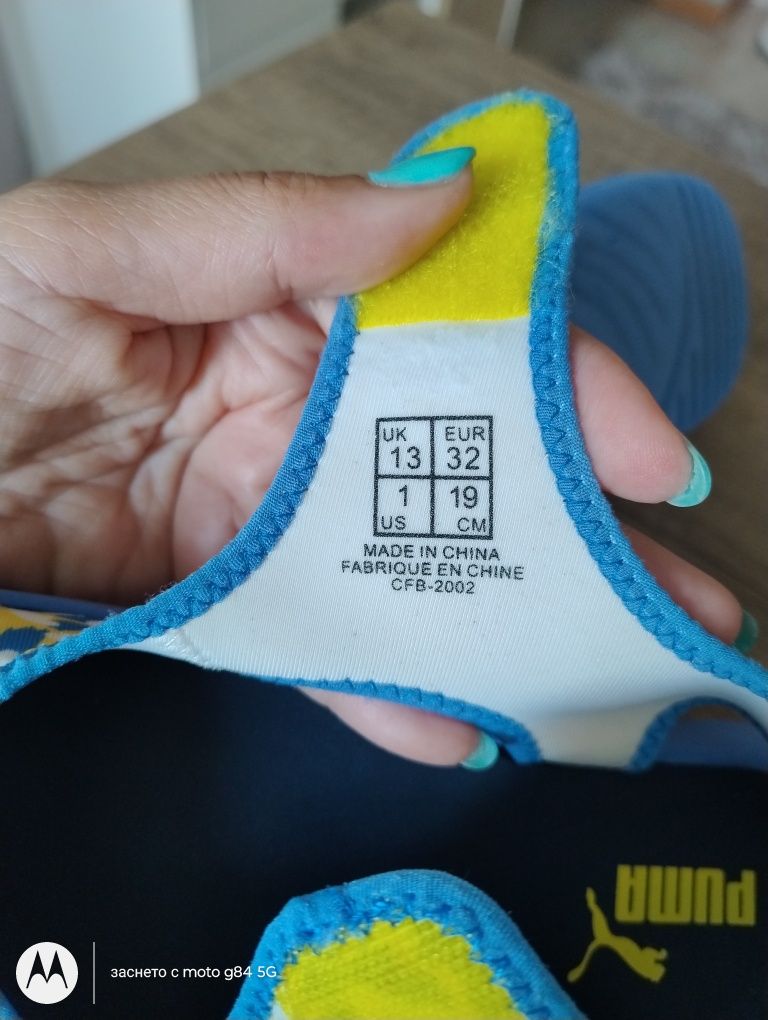 UK EUR
13 32
1 19
US CM
MADE IN CHINA
FABRIQUE EN CHINE
CFB-2002
PUMA
заснето с moto g84 5G